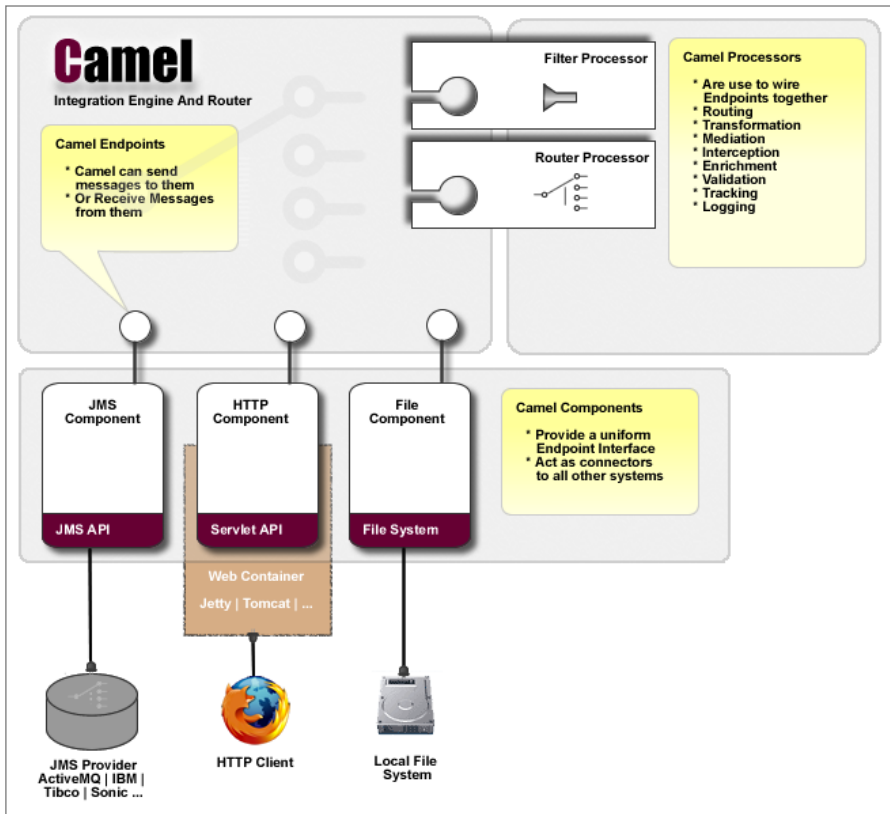 Camel
Integration Engine And Router
Camel Endpoints
* Camel can send
messages to them
* Or Receive Messages
from them
Filter Processor
Router Processor
Camel Processors
* Are use to wire
Endpoints together
* Routing
* Transformation
* Mediation
* Interception
* Enrichment
* Validation
* Tracking
* Logging
JMS
Component
JMS API
HTTP
Component
Servlet API
File
Component
File System
Camel Components
* Provide a uniform
Endpoint Interface
* Act as connectors
to all other systems
Web Container
Jetty | Tomcat | ...
JMS Provider
ActiveMQ | IBM |
Tibco | Sonic ...
HTTP Client
Local File
System